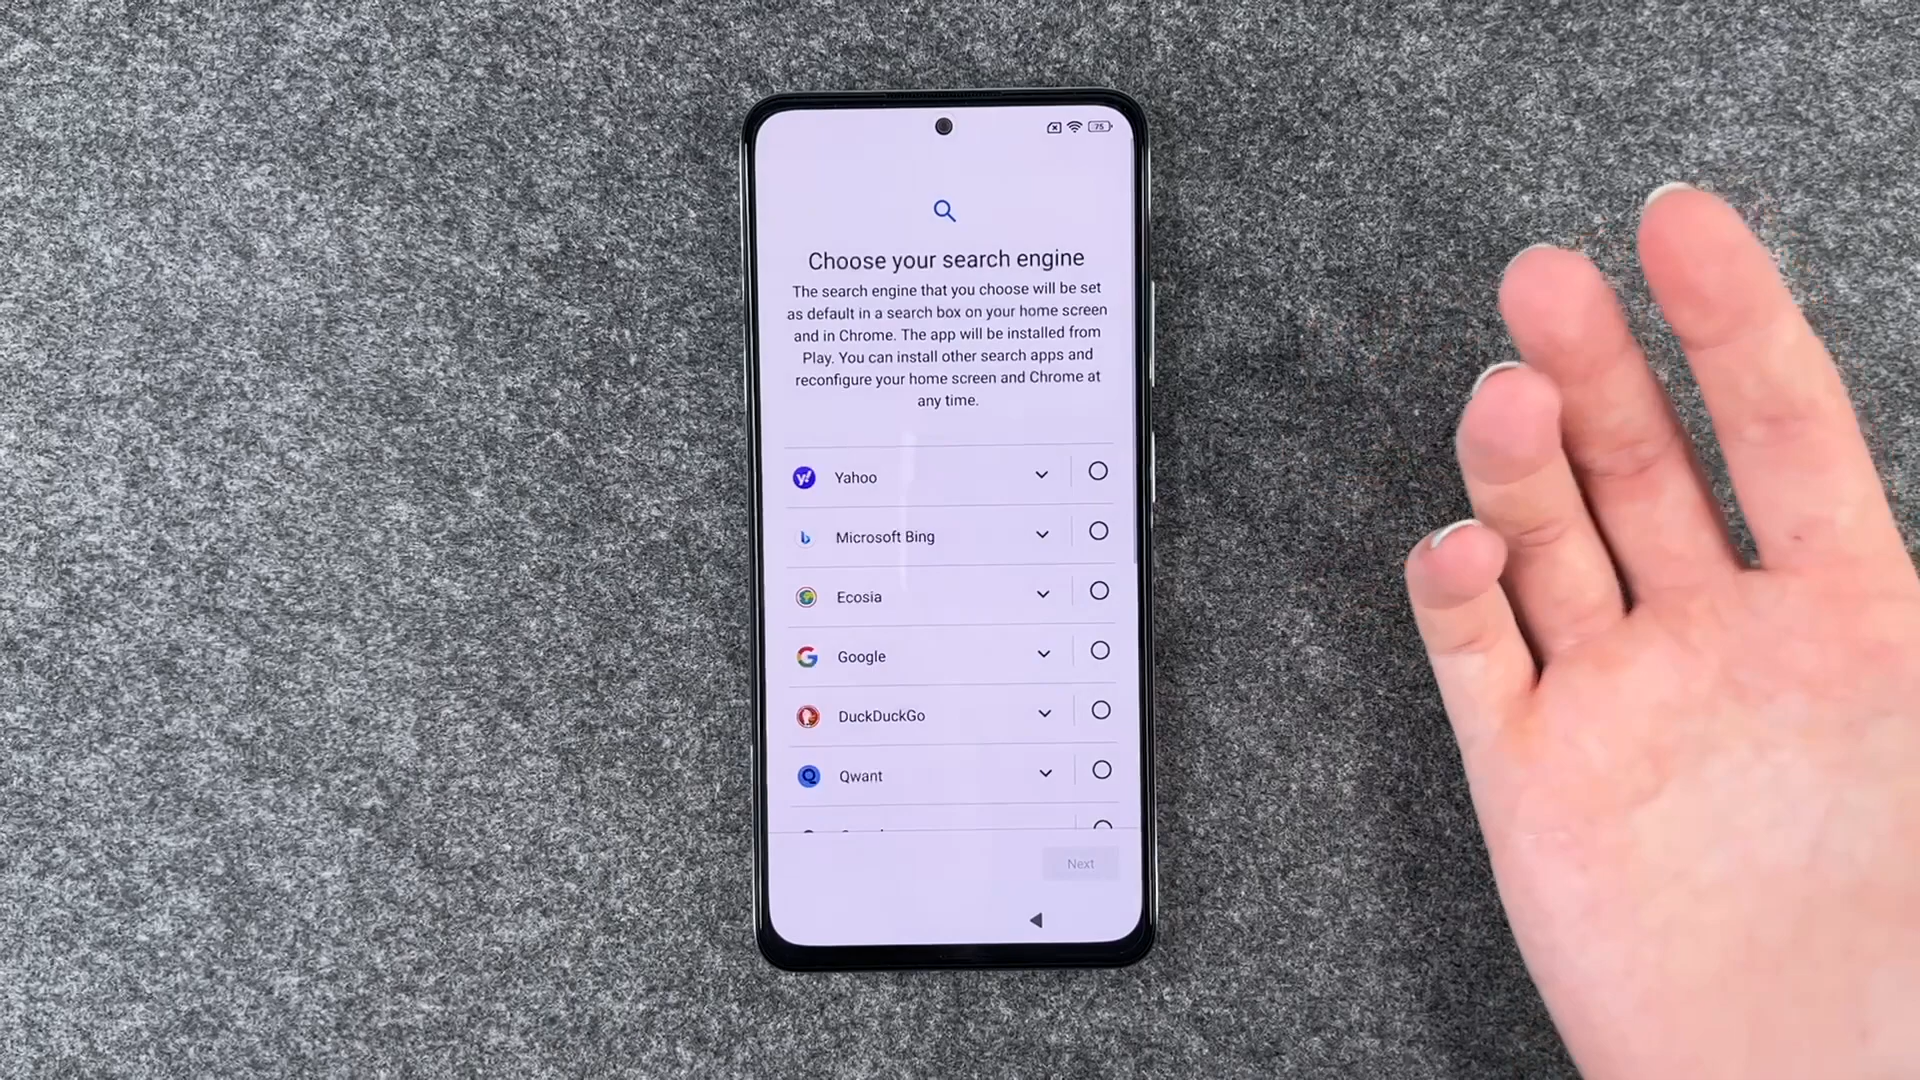 75
Choose your search engine
The search engine that you choose will be set
as default in a search box on your home screen
and in Chrome. The app will be installed from
Play. You can install other search apps and
reconfigure your home screen and Chrome at
any time.
Yahoo
Microsoft Bing
Ecosia
Google
DuckDuckGo
Qwant
Next